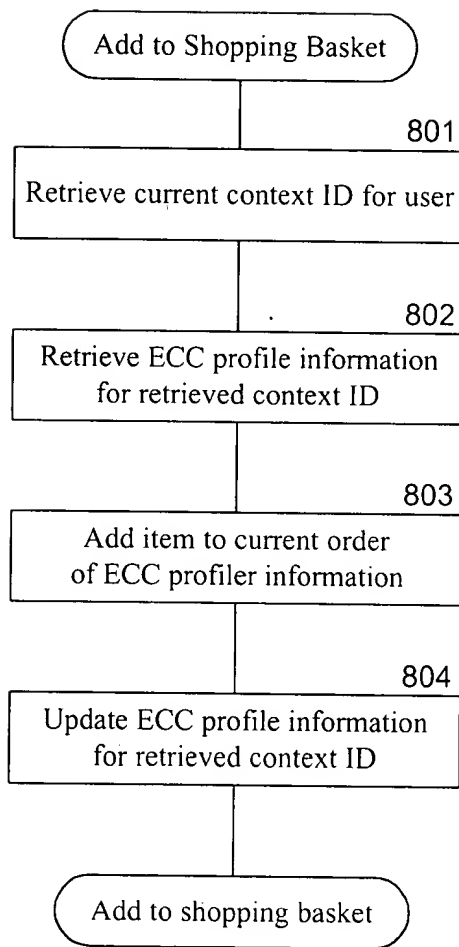 Add to Shopping Basket
801
Retrieve current context ID for user
802
Retrieve ECC profile information
for retrieved context ID
803
Add item to current order
of ECC profiler information
804
Update ECC profile information
for retrieved context ID
Add to shopping basket